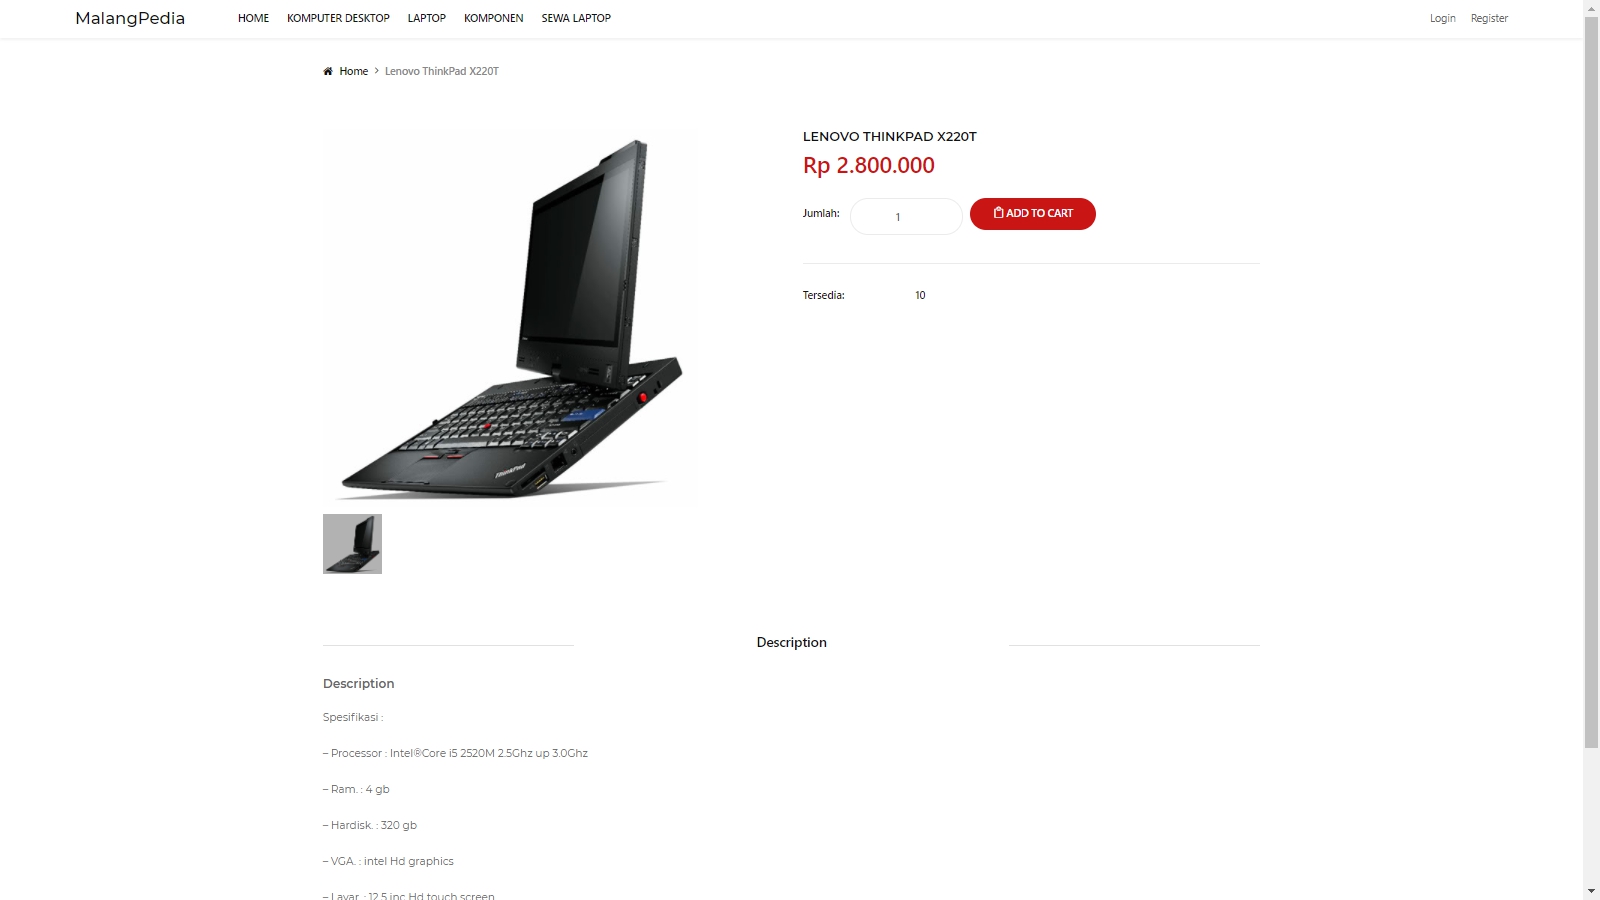 MalangPedia
HOME KOMPUTER DESKTOP LAPTOP KOMPONEN SEWA LAPTOP
Login Register
Home > Lenovo ThinkPad X220T
LENOVO THINKPAD X220T
Rp 2.800.000
Jumlah: 1 ADD TO CART
Tersedia: 10
ThinkPad
Description
Description
Spesifikasi :
– Processor : Intel®Core i5 2520M 2.5Ghz up 3.0Ghz
– Ram. : 4 gb
– Hardisk. : 320 gb
– VGA. : intel Hd graphics
– Layar. : 12.5 inc Hd touch screen